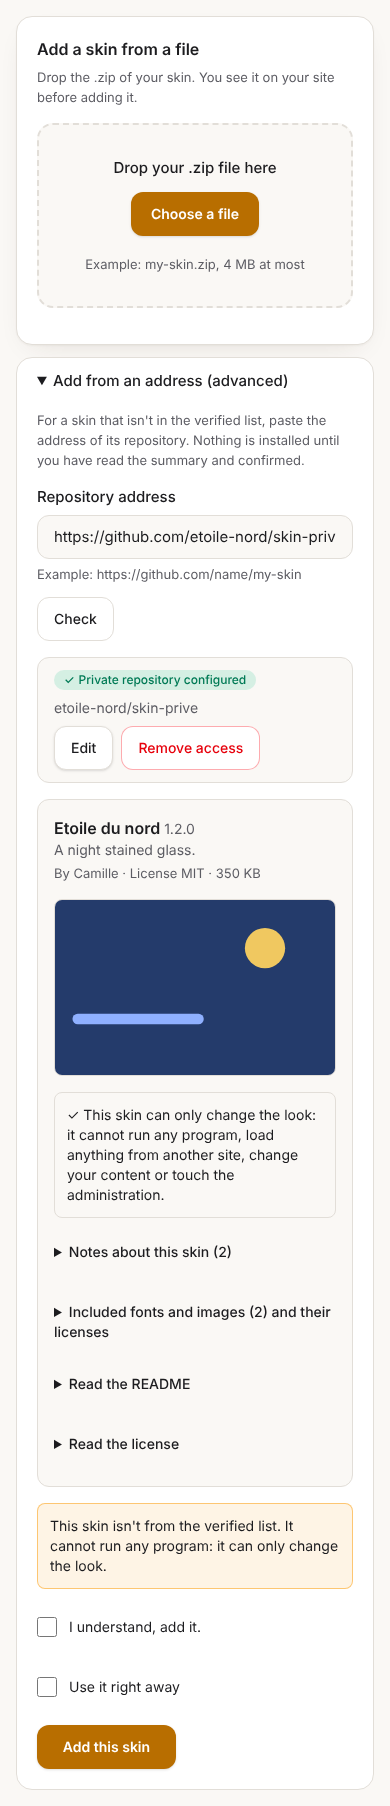 Add a skin from a file
Drop the .zip of your skin. You see it on your site
before adding it.
Drop your .zip file here
Choose a file
Example: my-skin.zip, 4 MB at most
▼ Add from an address (advanced)
For a skin that isn't in the verified list, paste the
address of its repository. Nothing is installed until
you have read the summary and confirmed.
Repository address
https://github.com/etoile-nord/skin-priv
Example: https://github.com/name/my-skin
Check
✓ Private repository configured
etoile-nord/skin-prive
Edit
Remove access
Etoile du nord 1.2.0
A night stained glass.
By Camille · License MIT · 350 KB
✓ This skin can only change the look:
it cannot run any program, load
anything from another site, change
your content or touch the
administration.
▶ Notes about this skin (2)
▶ Included fonts and images (2) and their
licenses
▶ Read the README
▶ Read the license
This skin isn't from the verified list. It
cannot run any program: it can only change
the look.
I understand, add it.
Use it right away
Add this skin